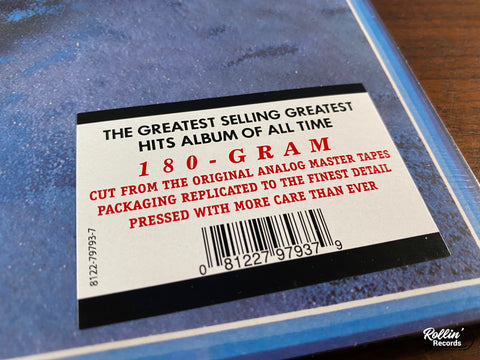 THE GREATEST SELLING GREATEST
HITS ALBUM OF ALL TIME
180-GRAM
CUT FROM THE ORIGINAL ANALOG MASTER TAPES
PACKAGING REPLICATED TO THE FINEST DETAIL
PRESSED WITH MORE CARE THAN EVER
8122-79793-7
0 81227 97937 9
Rollin'
Records